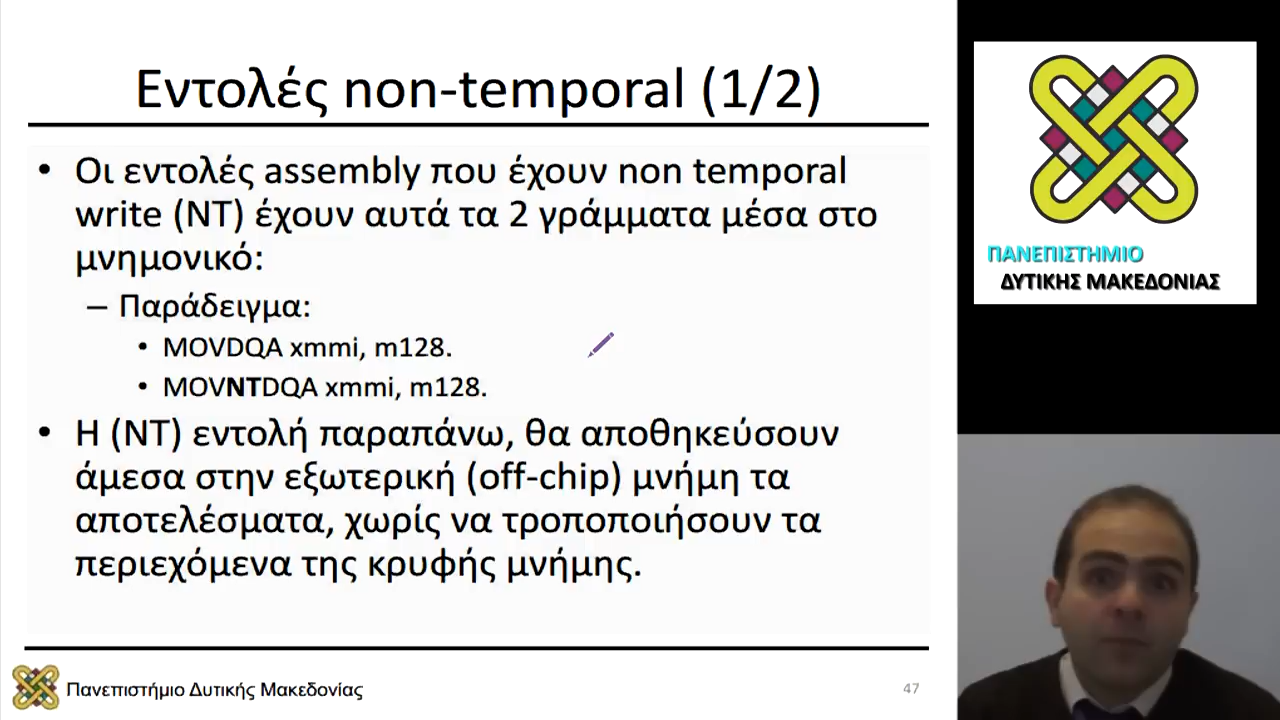 Εντολές non-temporal (1/2)
• Οι εντολές assembly που έχουν non temporal
write (NT) έχουν αυτά τα 2 γράμματα μέσα στο
μνημονικό:
– Παράδειγμα:
• MOVDQA xmmi, m128.
• MOVNTDQA xmmi, m128.
• Η (NT) εντολή παραπάνω, θα αποθηκεύσουν
άμεσα στην εξωτερική (off-chip) μνήμη τα
αποτελέσματα, χωρίς να τροποποιήσουν τα
περιεχόμενα της κρυφής μνήμης.
Πανεπιστήμιο Δυτικής Μακεδονίας
47
ΠΑΝΕΠΙΣΤΗΜΙΟ
ΔΥΤΙΚΗΣ ΜΑΚΕΔΟΝΙΑΣ